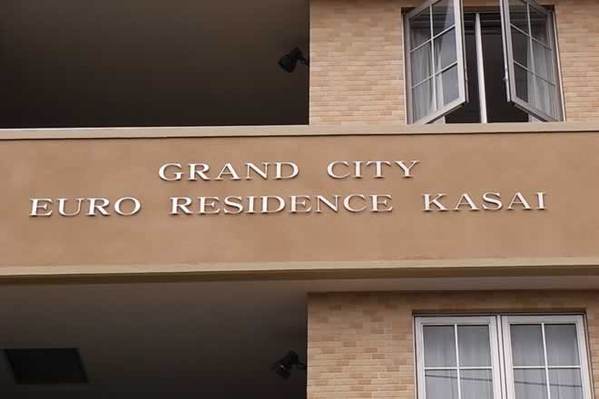 GRAND CITY
EURO RESIDENCE KASAI